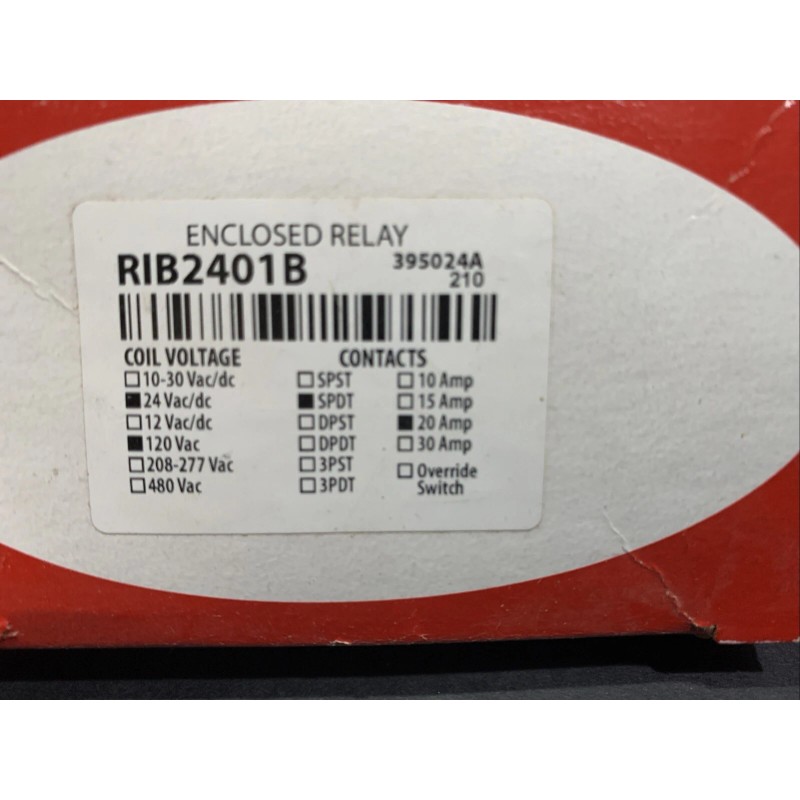 ENCLOSED RELAY
RIB2401B 395024A
210
COIL VOLTAGE CONTACTS
☐ 10-30 Vac/dc ☐ SPST ☐ 10 Amp
■ 24 Vac/dc ■ SPDT ☐ 15 Amp
☐ 12 Vac/dc ☐ DPST ■ 20 Amp
■ 120 Vac ☐ DPDT ☐ 30 Amp
☐ 208-277 Vac ☐ 3PST ☐ Override
☐ 480 Vac ☐ 3PDT Switch